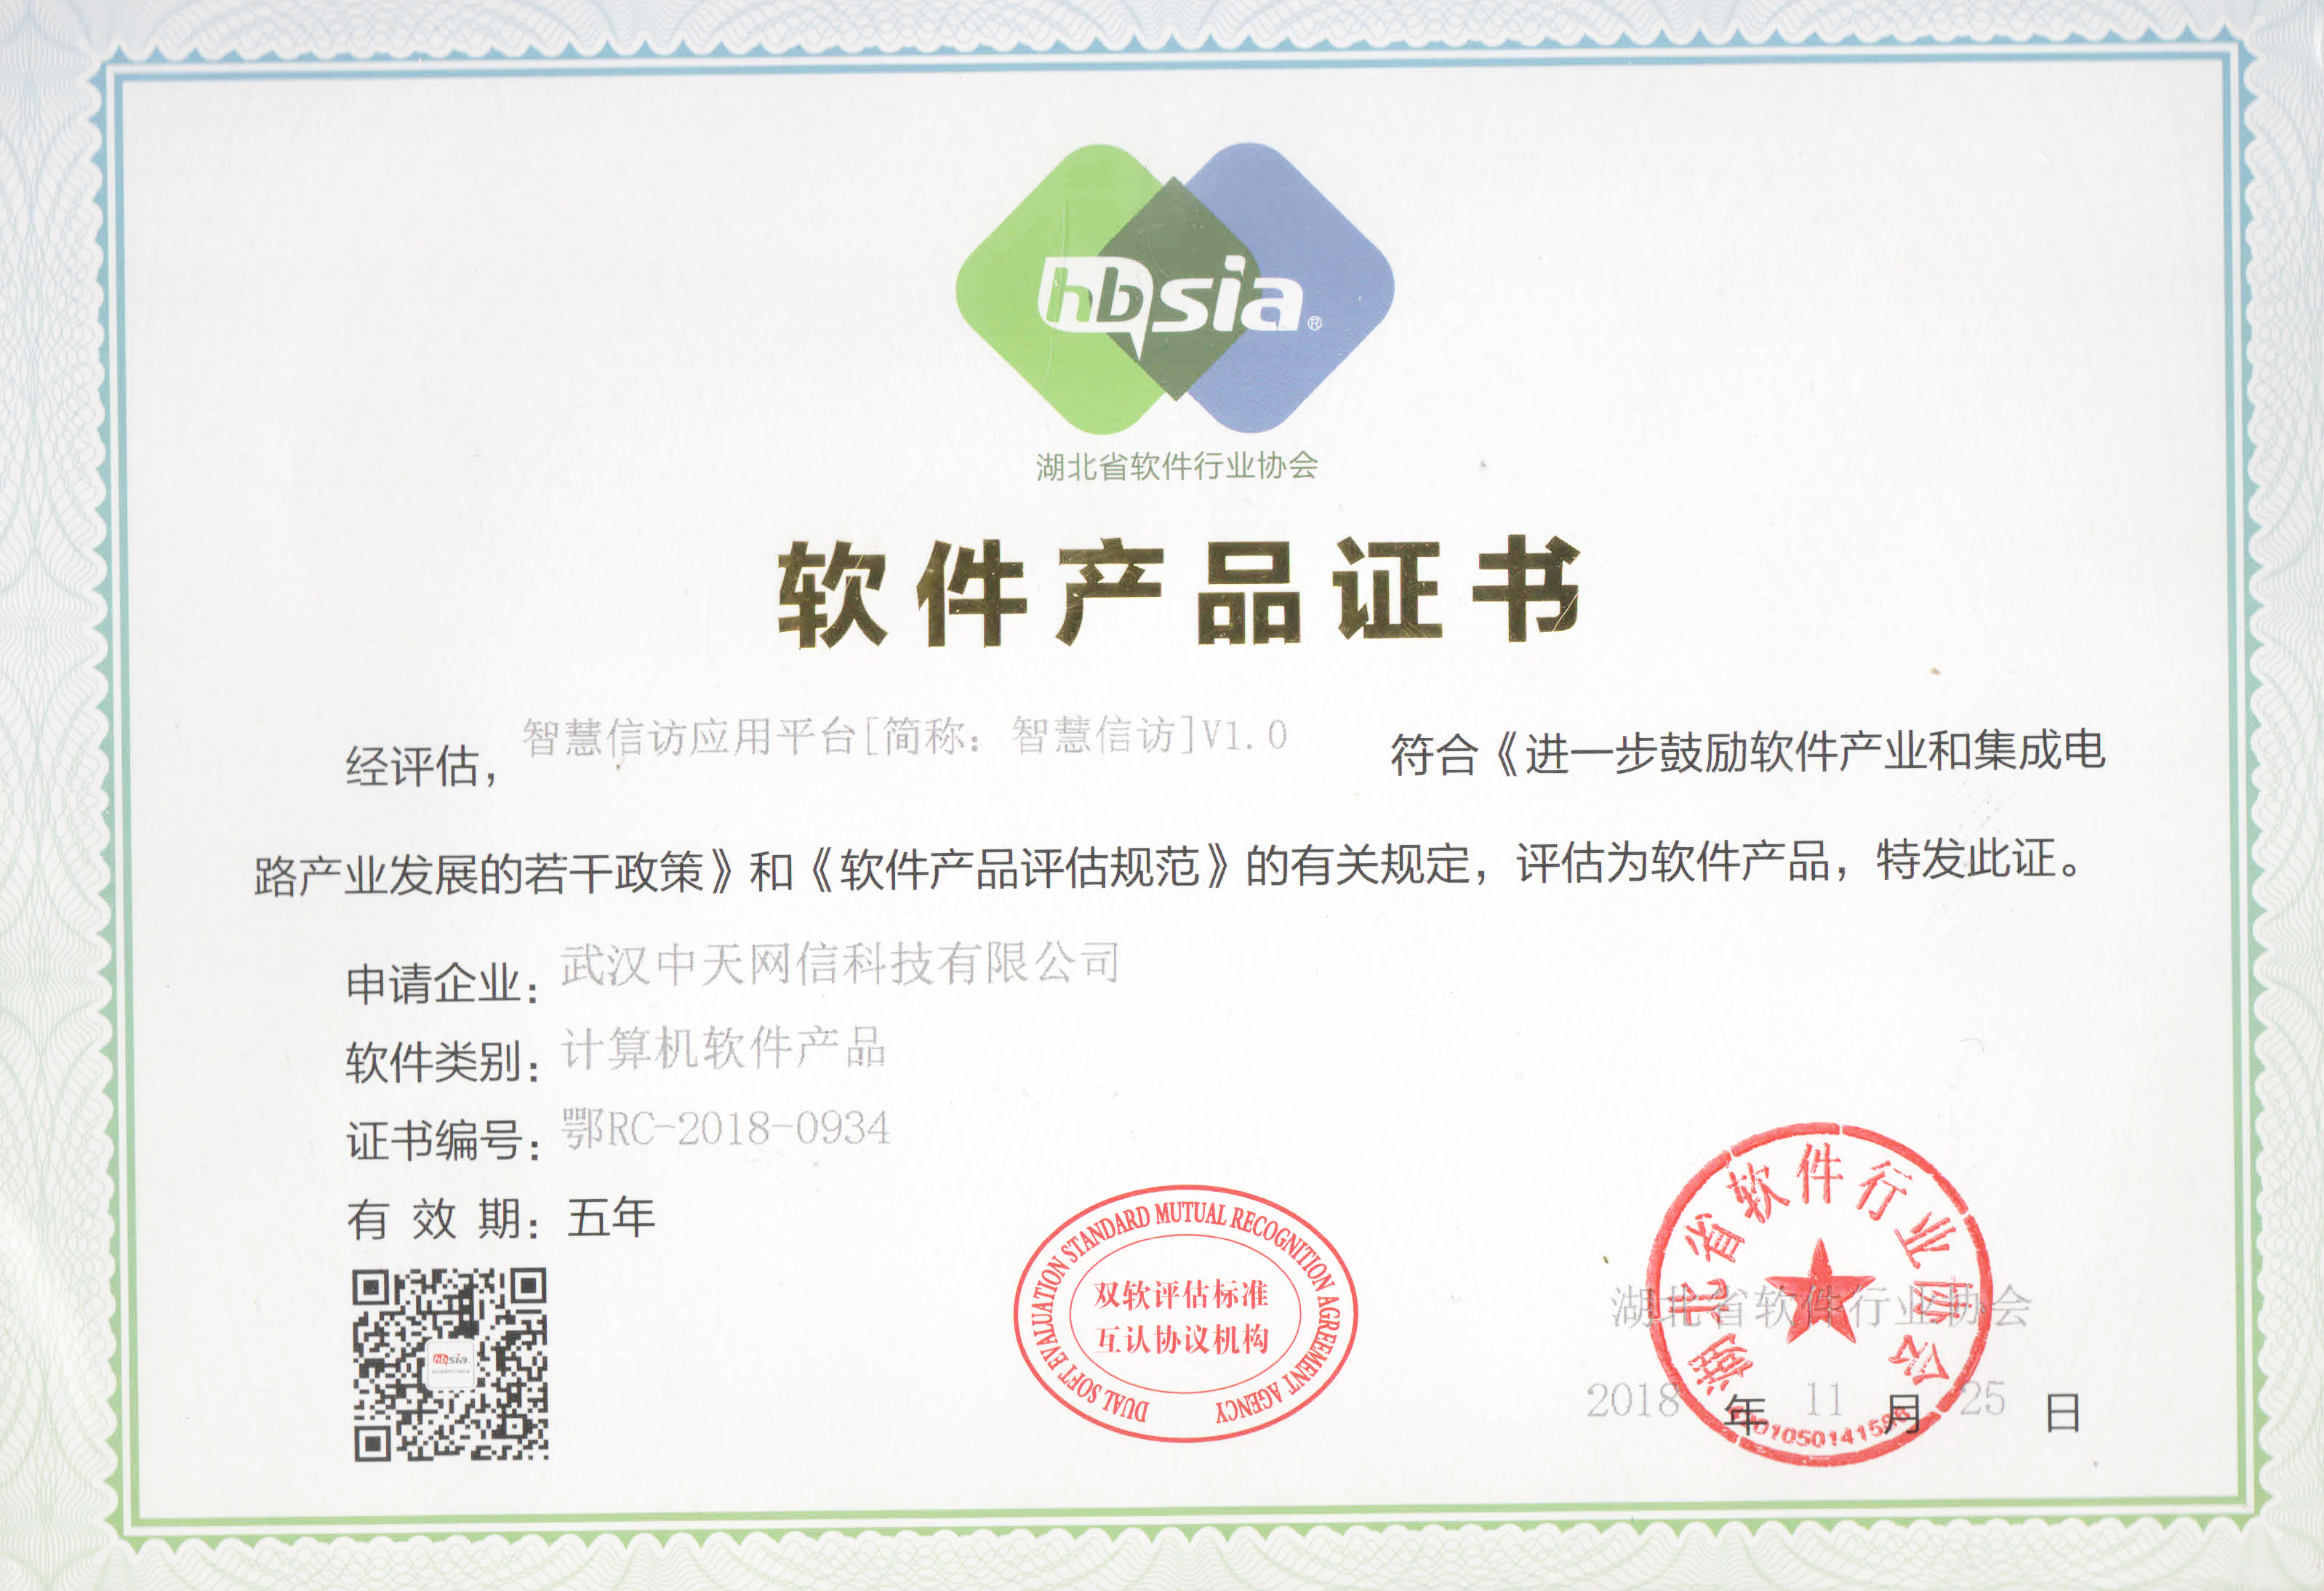 hbsia®
湖北省软件行业协会
软件产品证书
经评估，智慧信访应用平台[简称：智慧信访]V1.0 符合《进一步鼓励软件产业和集成电
路产业发展的若干政策》和《软件产品评估规范》的有关规定，评估为软件产品，特发此证。
申请企业：武汉中天网信科技有限公司
软件类别：计算机软件产品
证书编号：鄂RC-2018-0934
有效期：五年
hbsia
DUAL SOFT EVALUATION STANDARD MUTUAL RECOGNITION AGREEMENT AGENCY
双软评估标准
互认协议机构
湖北省软件行业协会
湖北省软件行业协会
2018 年 11 月 25 日